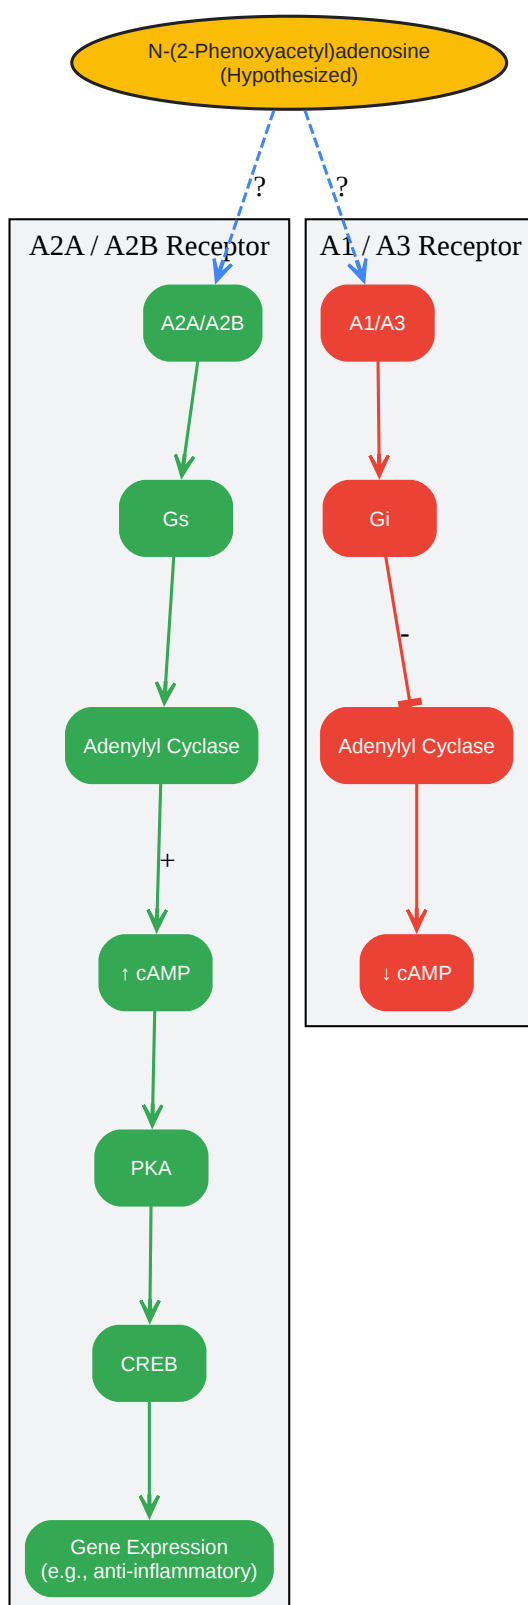 N-(2-Phenoxyacetyl)adenosine
(Hypothesized)
?
?
A2A / A2B Receptor
A1 / A3 Receptor
A2A/A2B
A1/A3
Gs
Gi
-
Adenylyl Cyclase
Adenylyl Cyclase
+
↑ cAMP
↓ cAMP
PKA
CREB
Gene Expression
(e.g., anti-inflammatory)